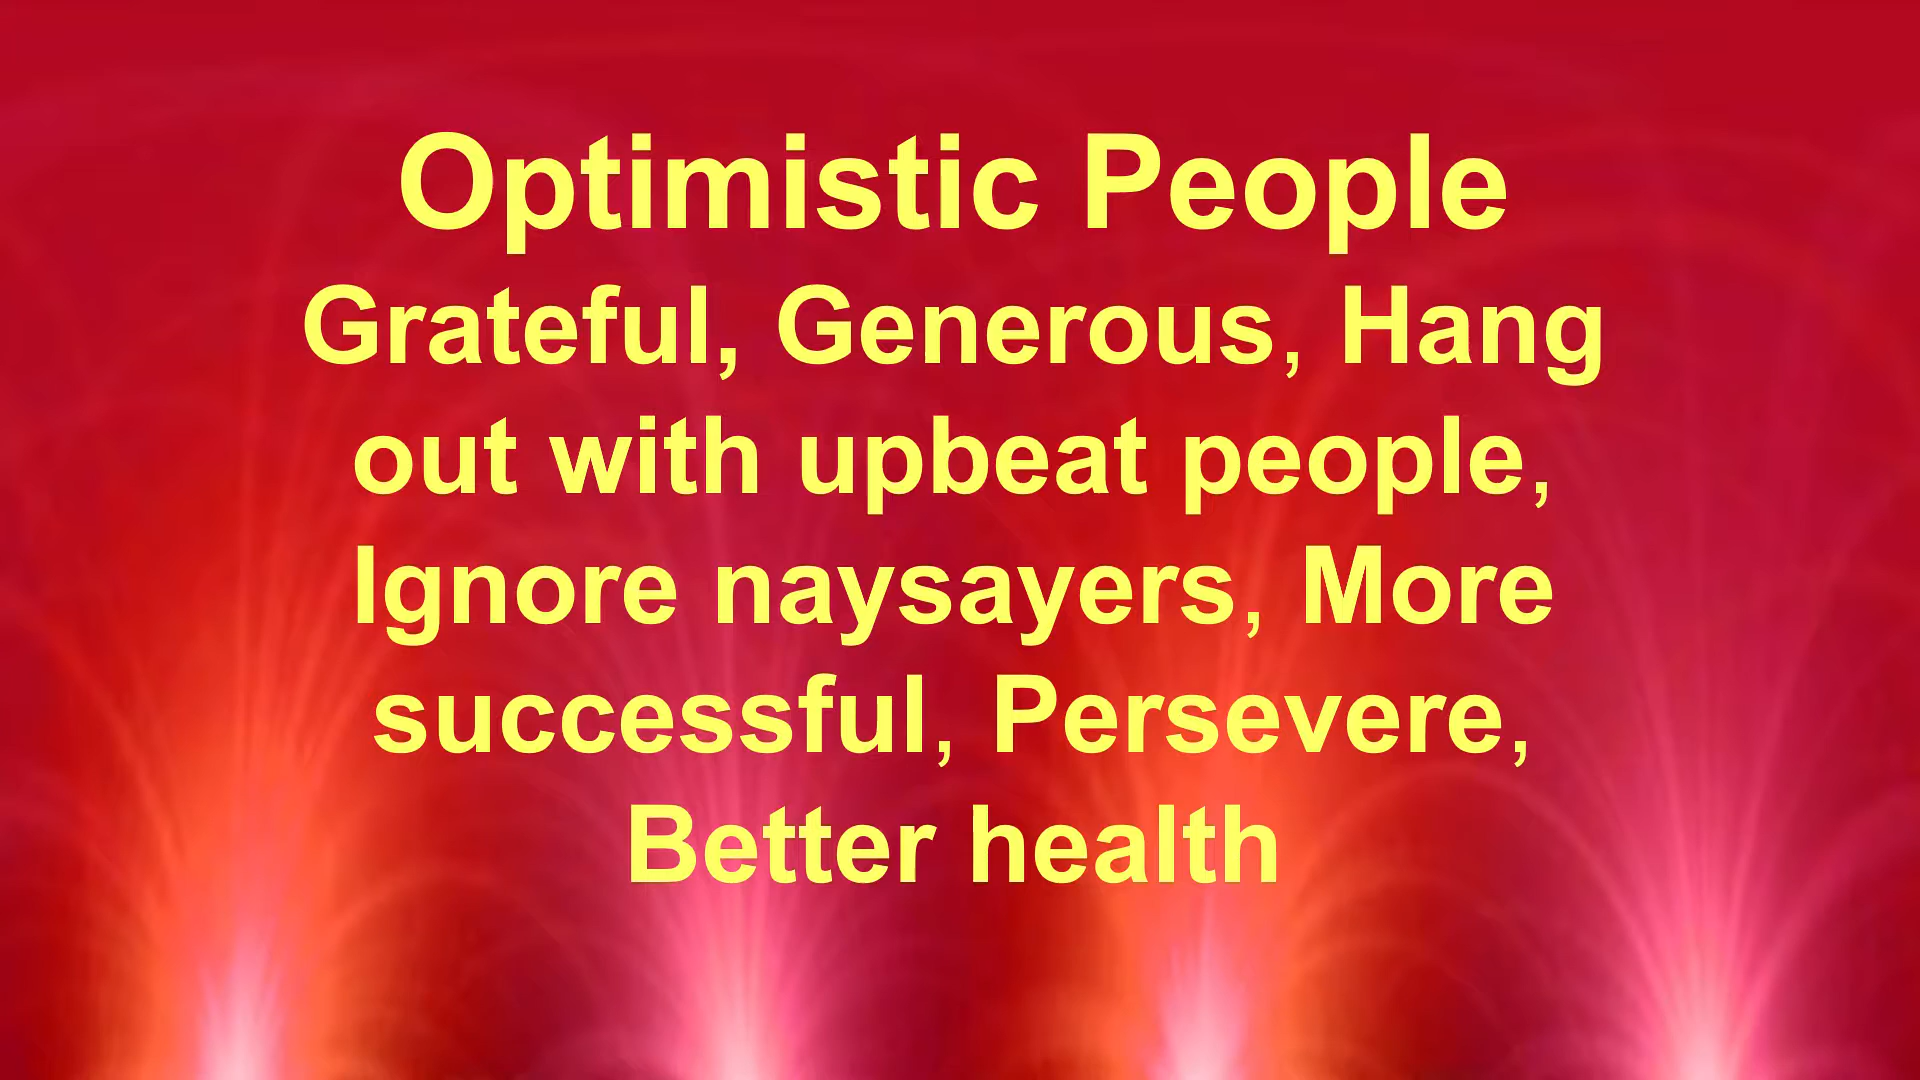 Optimistic People
Grateful, Generous, Hang
out with upbeat people,
Ignore naysayers, More
successful, Persevere,
Better health